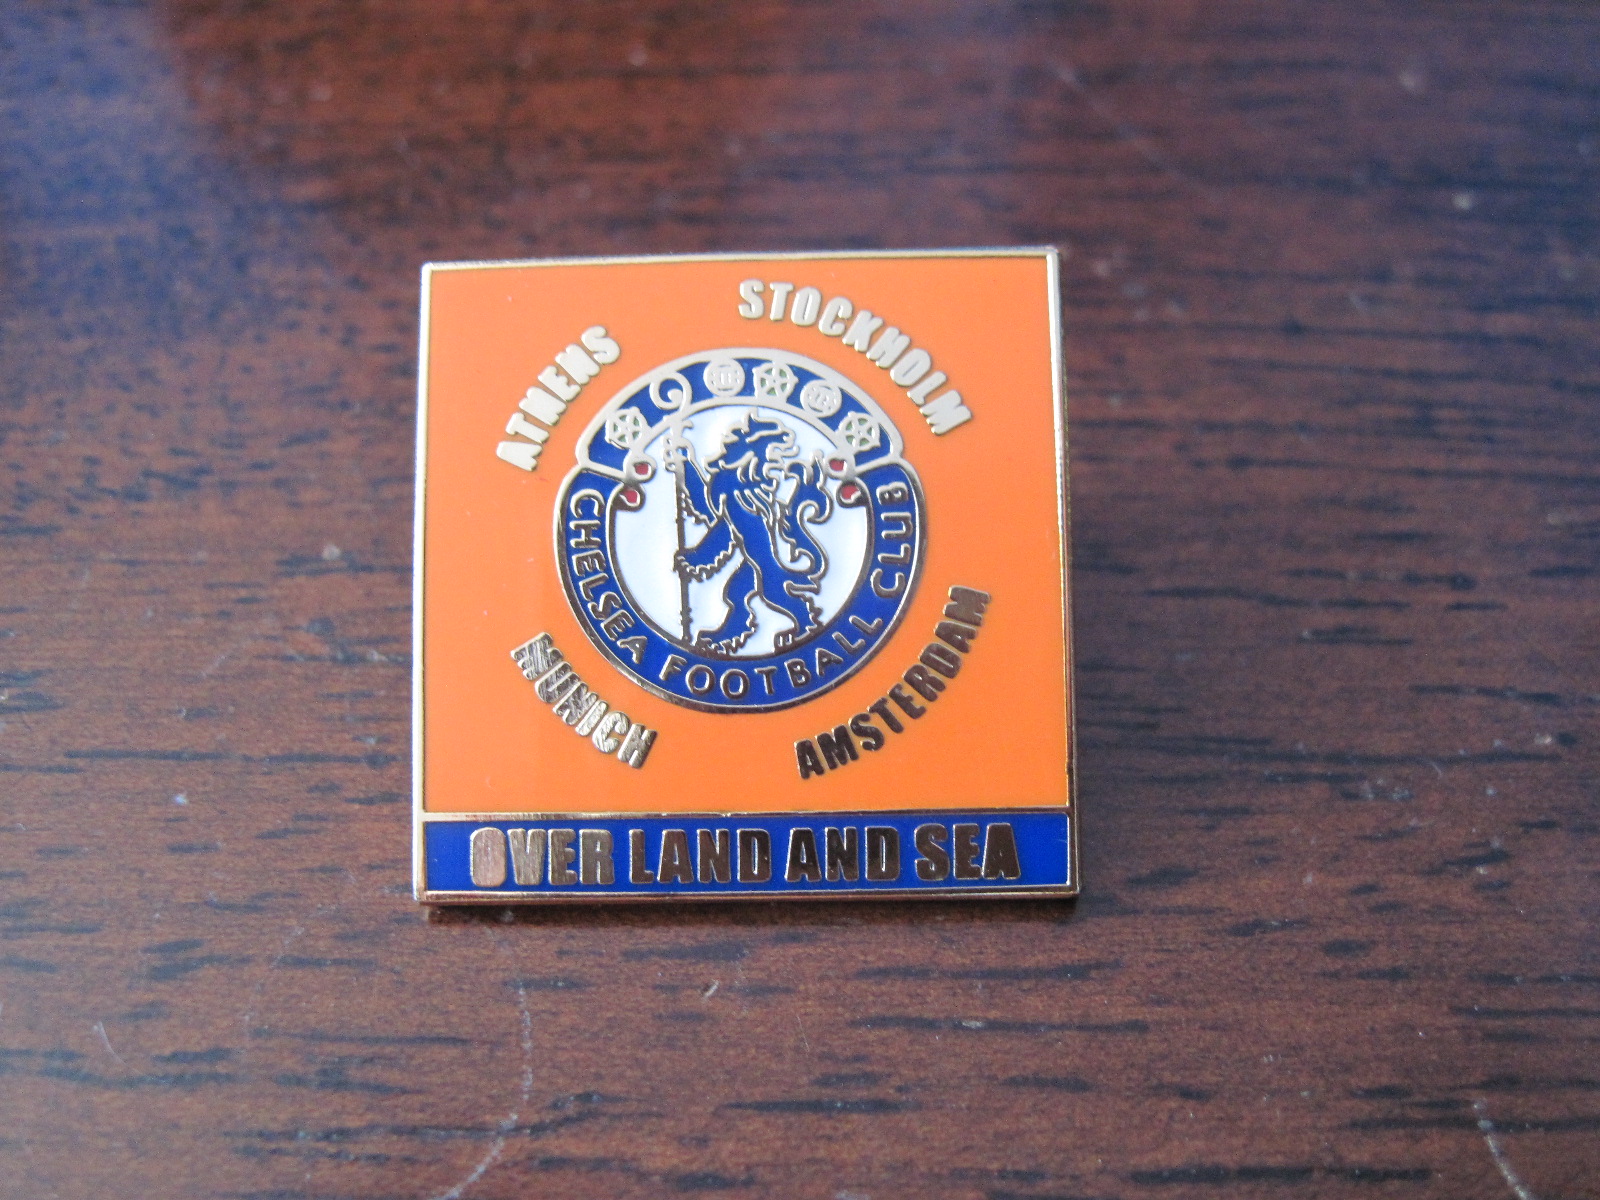 STOCKHOLM
ATHENS
CHELSEA FOOTBALL CLUB
MUNICH
AMSTERDAM
OVER LAND AND SEA